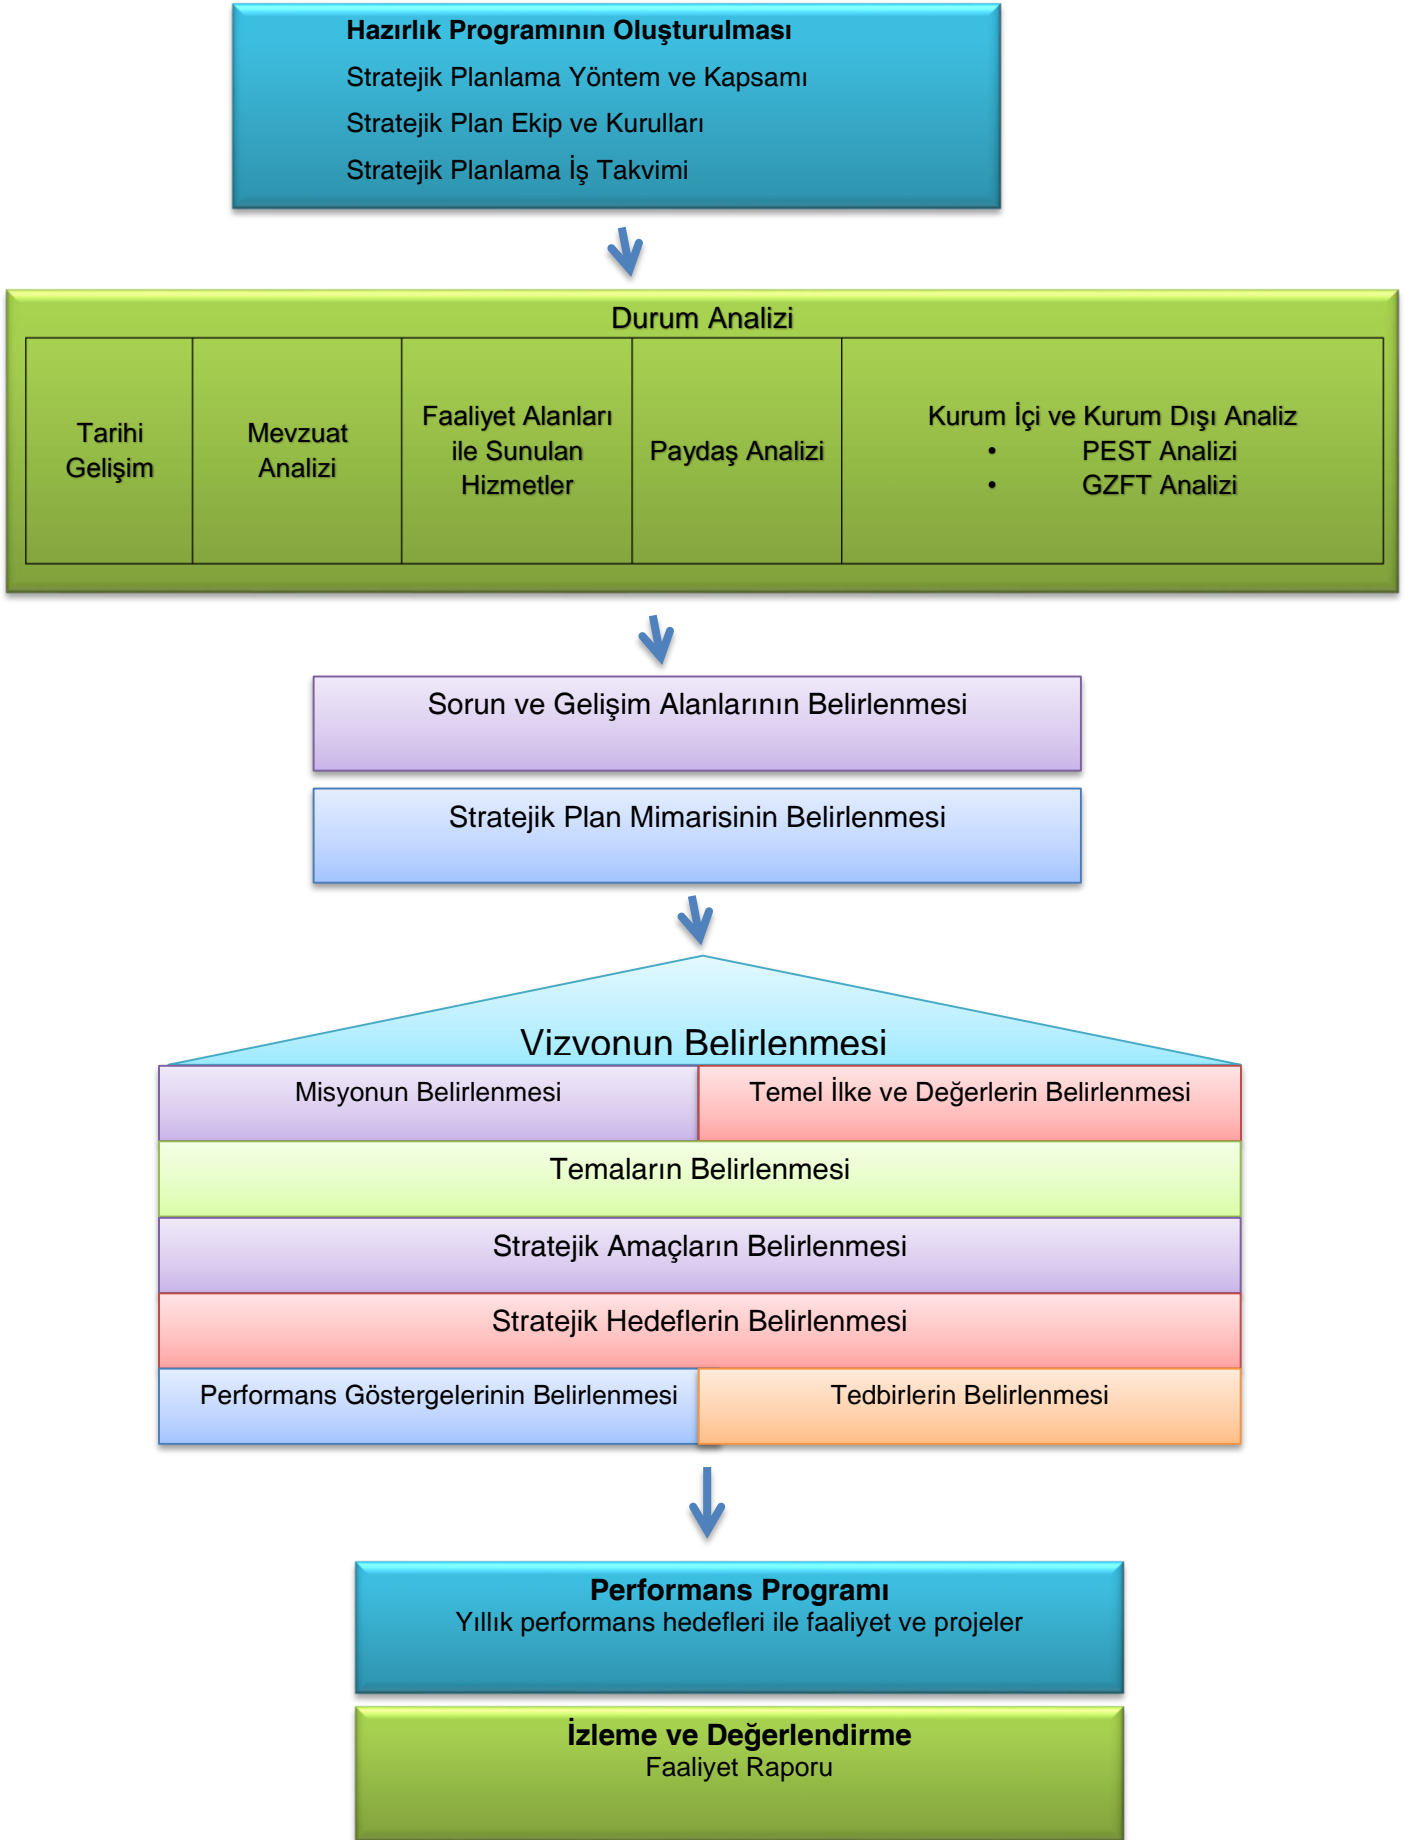 Hazırlık Programının Oluşturulması
Stratejik Planlama Yöntem ve Kapsamı
Stratejik Plan Ekip ve Kurulları
Stratejik Planlama İş Takvimi
Durum Analizi
Tarihi
Gelişim
Mevzuat
Analizi
Faaliyet Alanları
ile Sunulan
Hizmetler
Paydaş Analizi
Kurum İçi ve Kurum Dışı Analiz
• PEST Analizi
• GZFT Analizi
Sorun ve Gelişim Alanlarının Belirlenmesi
Stratejik Plan Mimarisinin Belirlenmesi
Vizyonun Belirlenmesi
Misyonun Belirlenmesi
Temel İlke ve Değerlerin Belirlenmesi
Temaların Belirlenmesi
Stratejik Amaçların Belirlenmesi
Stratejik Hedeflerin Belirlenmesi
Performans Göstergelerinin Belirlenmesi
Tedbirlerin Belirlenmesi
Performans Programı
Yıllık performans hedefleri ile faaliyet ve projeler
İzleme ve Değerlendirme
Faaliyet Raporu